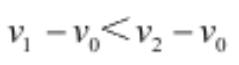 v₁ − v₀ < v₂ − v₀